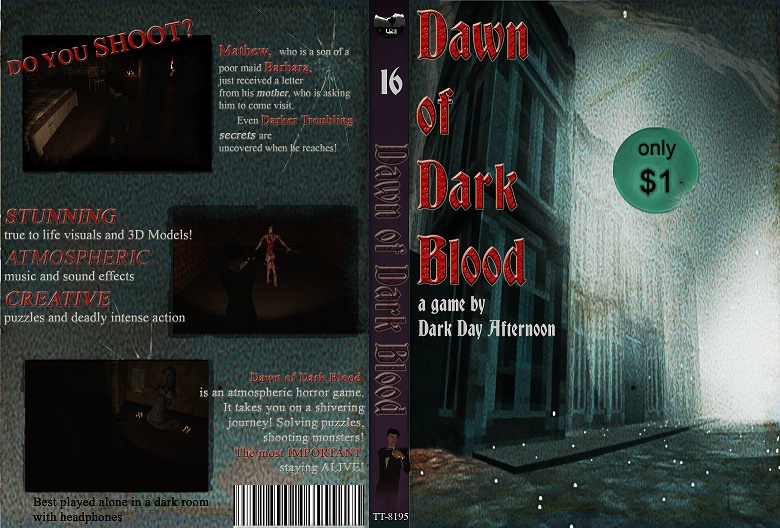 DO YOU SHOOT?
Mathew, who is a son of a
poor maid Barbara,
just received a letter
from his mother, who is asking
him to come visit.
Even Darker Troubling
secrets are
uncovered when he reaches!
STUNNING
true to life visuals and 3D Models!
ATMOSPHERIC
music and sound effects
CREATIVE
puzzles and deadly intense action
Dawn of Dark Blood
is an atmospheric horror game.
It takes you on a shivering
journey! Solving puzzles,
shooting monsters!
The most IMPORTANT
staying ALIVE!
Best played alone in a dark room
with headphones
16
Dawn of Dark Blood
TT-8195
Dawn
of
Dark
Blood
a game by
Dark Day Afternoon
only
$1